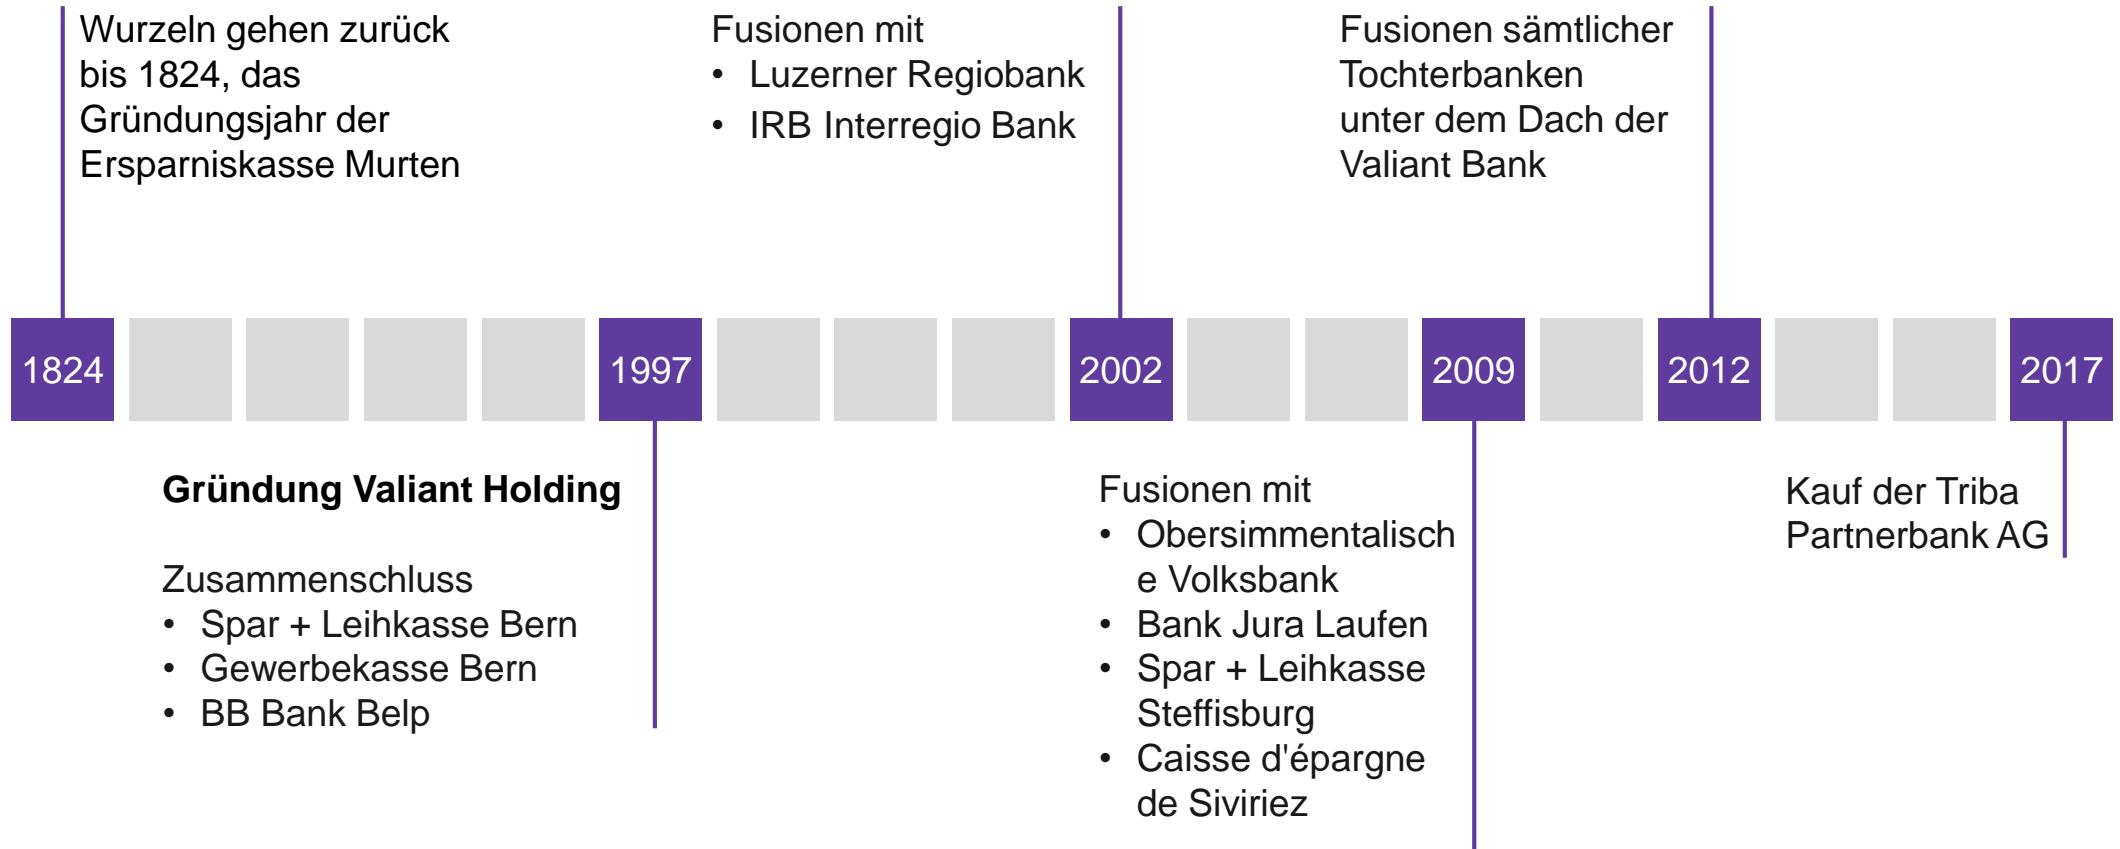 Wurzeln gehen zurück
bis 1824, das
Gründungsjahr der
Ersparniskasse Murten
Fusionen mit
• Luzerner Regiobank
• IRB Interregio Bank
Fusionen sämtlicher
Tochterbanken
unter dem Dach der
Valiant Bank
1824
1997
2002
2009
2012
2017
Gründung Valiant Holding
Zusammenschluss
• Spar + Leihkasse Bern
• Gewerbekasse Bern
• BB Bank Belp
Fusionen mit
• Obersimmentalisch
e Volksbank
• Bank Jura Laufen
• Spar + Leihkasse
Steffisburg
• Caisse d'épargne
de Siviriez
Kauf der Triba
Partnerbank AG